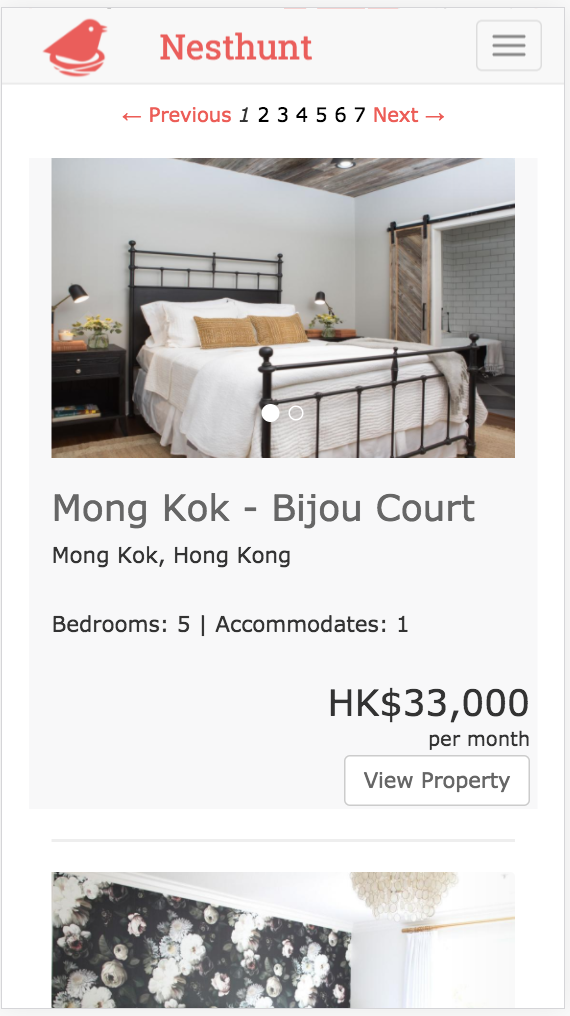 Nesthunt
← Previous 1 2 3 4 5 6 7 Next →
Mong Kok - Bijou Court
Mong Kok, Hong Kong
Bedrooms: 5 | Accommodates: 1
HK$33,000
per month
View Property